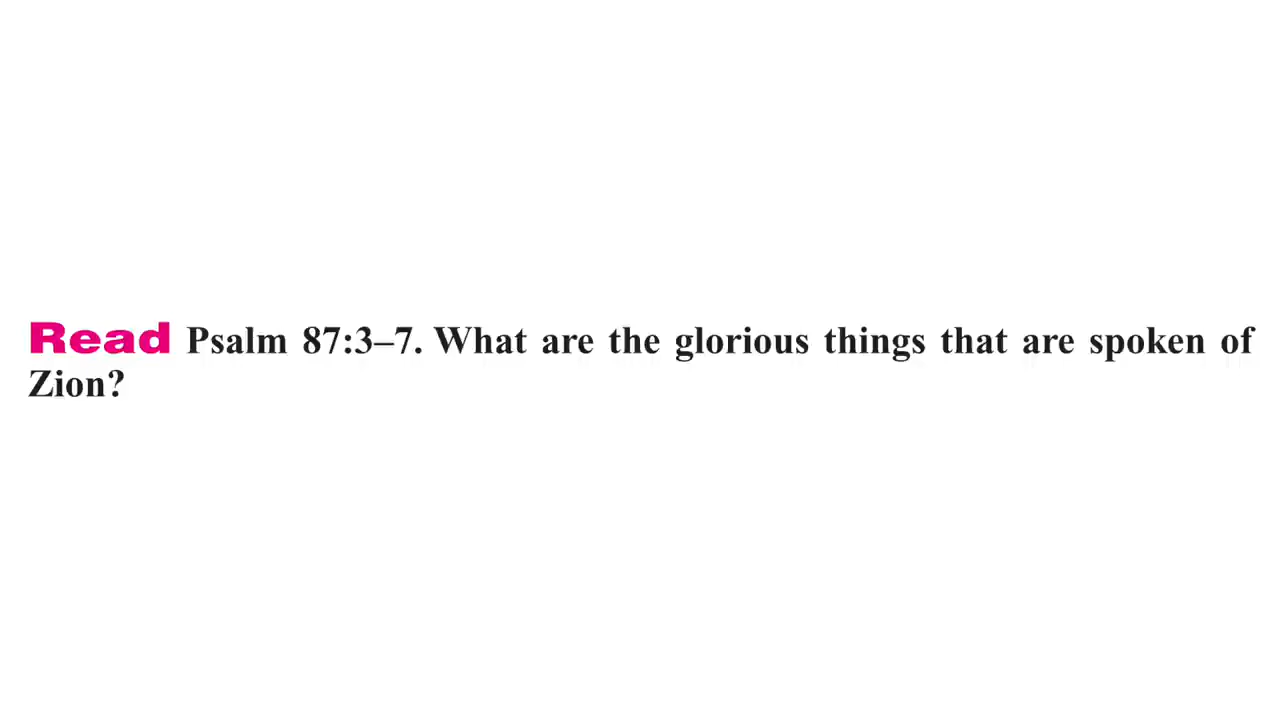 Read Psalm 87:3–7. What are the glorious things that are spoken of
Zion?